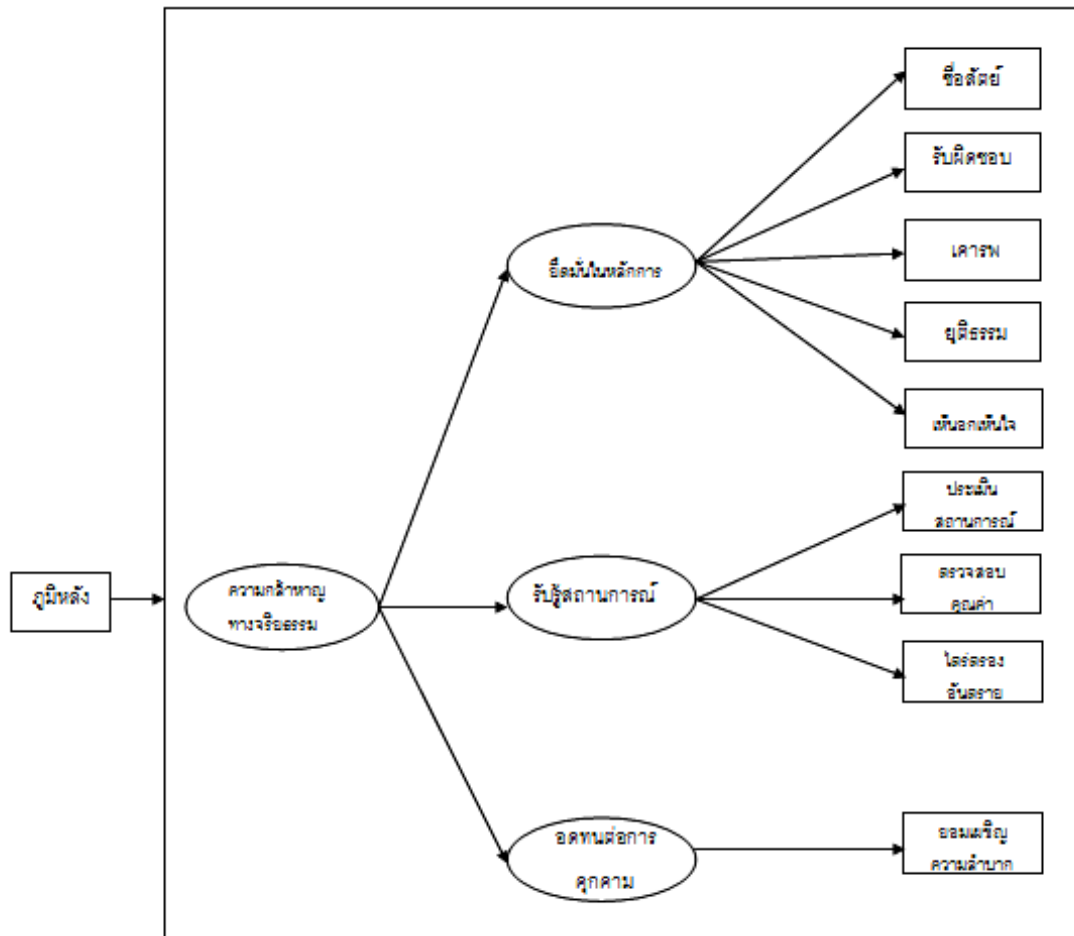 ซื่อสัตย์
รับผิดชอบ
เคารพ
ยึดมั่นในหลักการ
ยุติธรรม
เห็นอกเห็นใจ
ประเมิน
สถานการณ์
ภูมิหลัง
ความกล้าหาญ
ทางจริยธรรม
รับรู้สถานการณ์
ตรวจสอบ
คุณค่า
ไตร่ตรอง
อันตราย
อดทนต่อการ
คุกคาม
ยอมเผชิญ
ความลำบาก